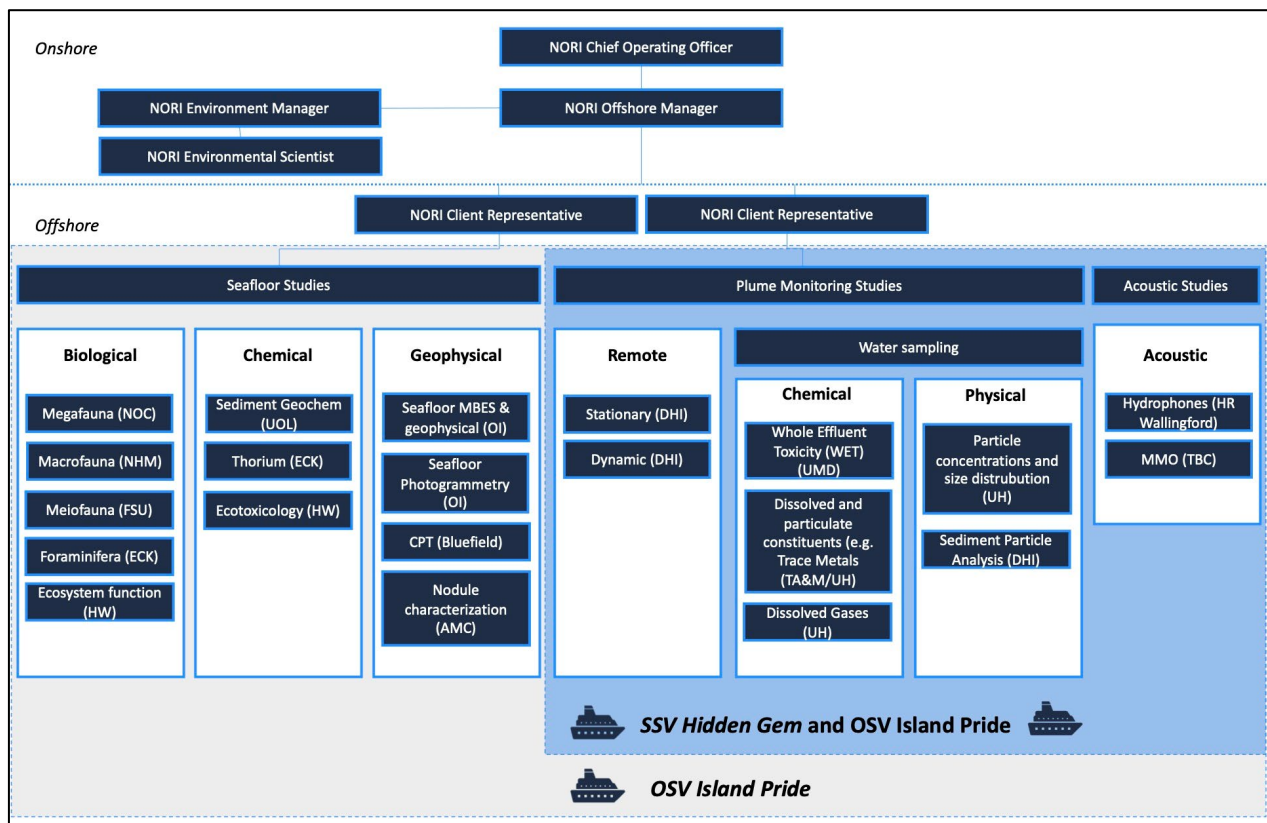 Onshore
NORI Chief Operating Officer
NORI Environment Manager
NORI Offshore Manager
NORI Environmental Scientist
NORI Client Representative
NORI Client Representative
Offshore
Seafloor Studies
Plume Monitoring Studies
Acoustic Studies
Biological
Megafauna (NOC)
Macrofauna (NHM)
Meiofauna (FSU)
Foraminifera (ECK)
Ecosystem function
(HW)
Chemical
Sediment Geochem
(UOL)
Thorium (ECK)
Ecotoxicology (HW)
Geophysical
Seafloor MBES &
geophysical (OI)
Seafloor
Photogrammetry
(OI)
CPT (Bluefield)
Nodule
characterization
(AMC)
Remote
Stationary (DHI)
Dynamic (DHI)
Water sampling
Chemical
Whole Effluent
Toxicity (WET)
(UMD)
Dissolved and
particulate
constituents (e.g.
Trace Metals
(TA&M/UH)
Dissolved Gases
(UH)
Physical
Particle
concentrations and
size distrubution
(UH)
Sediment Particle
Analysis (DHI)
Acoustic
Hydrophones (HR
Wallingford)
MMO (TBC)
SSV Hidden Gem and OSV Island Pride
OSV Island Pride